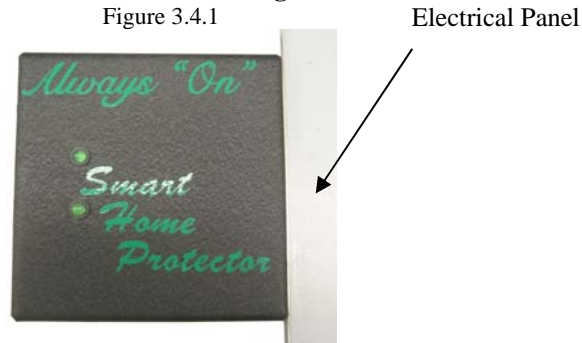 Figure 3.4.1
Electrical Panel
Always "On"
Smart
Home
Protector